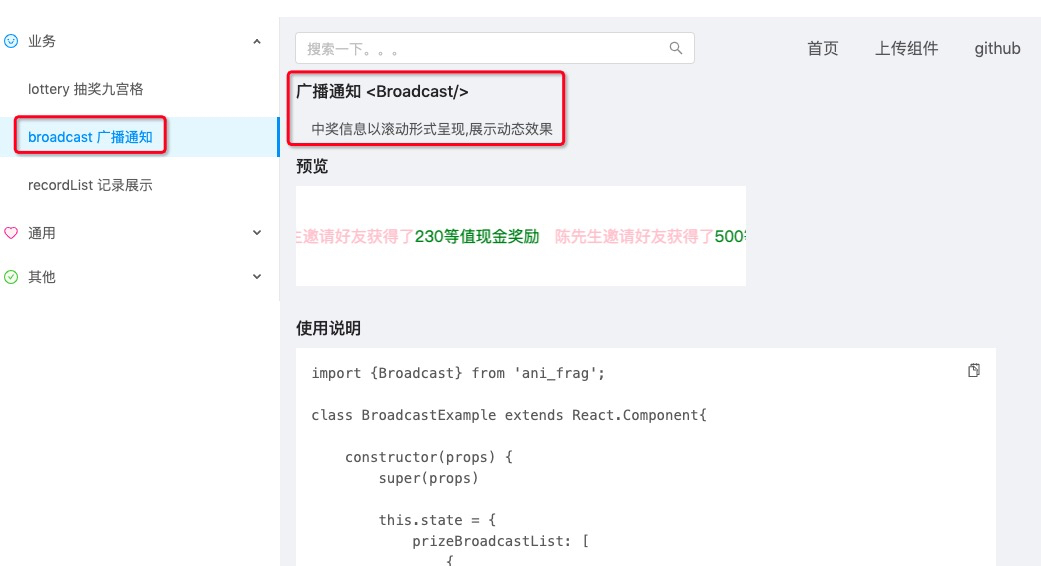 业务
lottery 抽奖九宫格
broadcast 广播通知
recordList 记录展示
通用
其他
搜索一下。。。
首页
上传组件
github
广播通知 <Broadcast/>
中奖信息以滚动形式呈现,展示动态效果
预览
邀请好友获得了230等值现金奖励 陈先生邀请好友获得了500
使用说明
import {Broadcast} from 'ani_frag';
class BroadcastExample extends React.Component{
constructor(props) {
super(props)
this.state = {
prizeBroadcastList: [
{